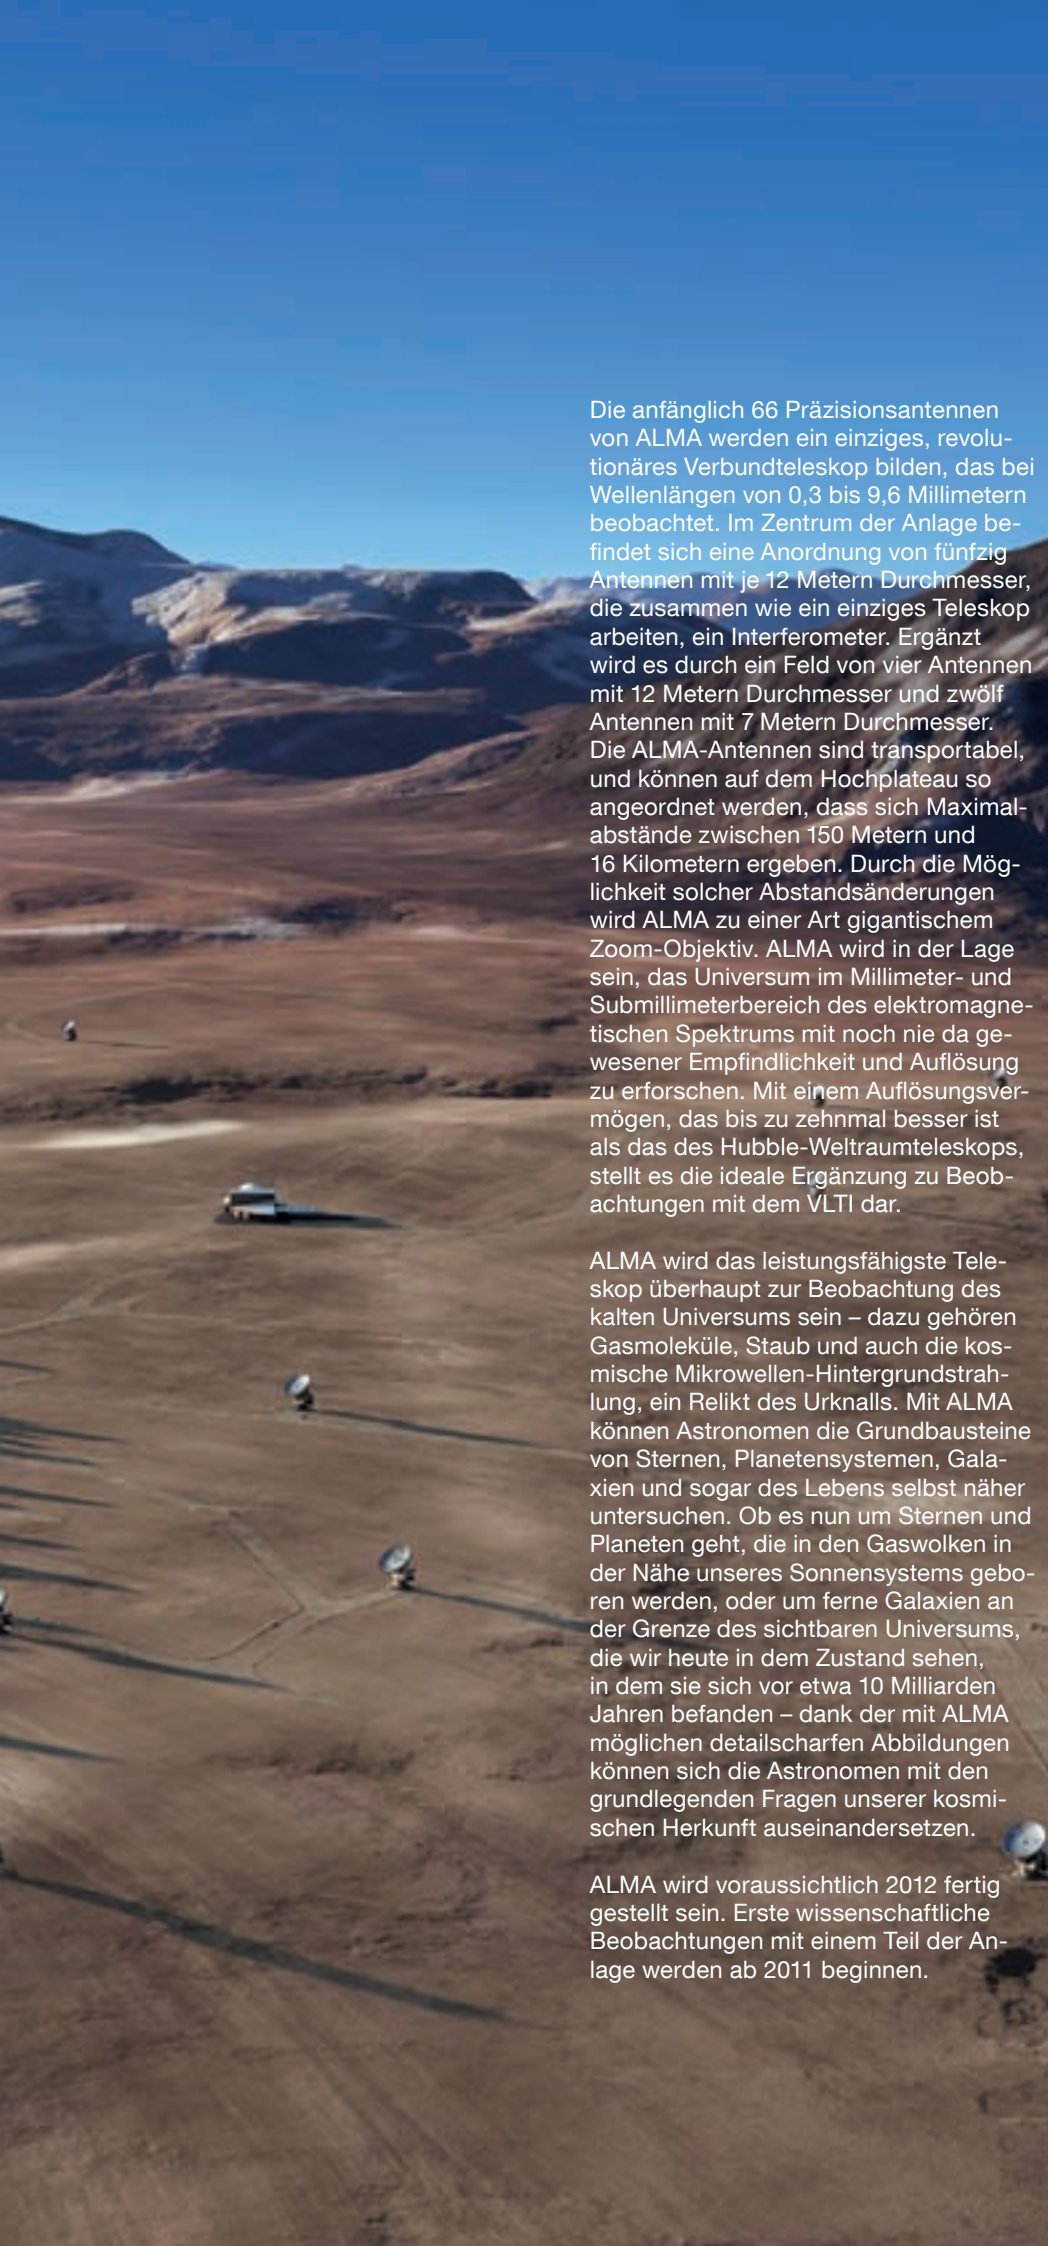 Die anfänglich 66 Präzisionsantennen
von ALMA werden ein einziges, revolu-
tionäres Verbundteleskop bilden, das bei
Wellenlängen von 0,3 bis 9,6 Millimetern
beobachtet. Im Zentrum der Anlage be-
findet sich eine Anordnung von fünfzig
Antennen mit je 12 Metern Durchmesser,
die zusammen wie ein einziges Teleskop
arbeiten, ein Interferometer. Ergänzt
wird es durch ein Feld von vier Antennen
mit 12 Metern Durchmesser und zwölf
Antennen mit 7 Metern Durchmesser.
Die ALMA-Antennen sind transportabel,
und können auf dem Hochplateau so
angeordnet werden, dass sich Maximal-
abstände zwischen 150 Metern und
16 Kilometern ergeben. Durch die Mög-
lichkeit solcher Abstandsänderungen
wird ALMA zu einer Art gigantischem
Zoom-Objektiv. ALMA wird in der Lage
sein, das Universum im Millimeter- und
Submillimeterbereich des elektromagne-
tischen Spektrums mit noch nie da ge-
wesener Empfindlichkeit und Auflösung
zu erforschen. Mit einem Auflösungsver-
mögen, das bis zu zehnmal besser ist
als das des Hubble-Weltraumteleskops,
stellt es die ideale Ergänzung zu Beob-
achtungen mit dem VLTI dar.

ALMA wird das leistungsfähigste Tele-
skop überhaupt zur Beobachtung des
kalten Universums sein – dazu gehören
Gasmoleküle, Staub und auch die kos-
mische Mikrowellen-Hintergrundstrah-
lung, ein Relikt des Urknalls. Mit ALMA
können Astronomen die Grundbausteine
von Sternen, Planetensystemen, Gala-
xien und sogar des Lebens selbst näher
untersuchen. Ob es nun um Sternen und
Planeten geht, die in den Gaswolken in
der Nähe unseres Sonnensystems gebo-
ren werden, oder um ferne Galaxien an
der Grenze des sichtbaren Universums,
die wir heute in dem Zustand sehen,
in dem sie sich vor etwa 10 Milliarden
Jahren befanden – dank der mit ALMA
möglichen detailscharfen Abbildungen
können sich die Astronomen mit den
grundlegenden Fragen unserer kosmi-
schen Herkunft auseinandersetzen.

ALMA wird voraussichtlich 2012 fertig
gestellt sein. Erste wissenschaftliche
Beobachtungen mit einem Teil der An-
lage werden ab 2011 beginnen.